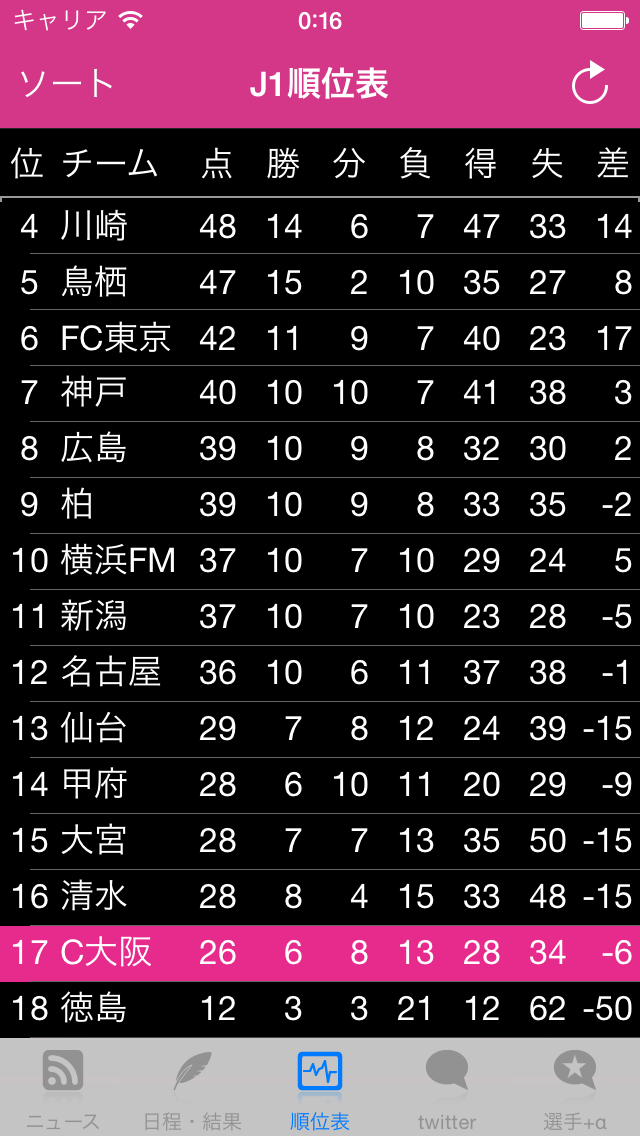 キャリア 0:16
ソート J1順位表
位 チーム 点 勝 分 負 得 失 差
4 川崎 48 14 6 7 47 33 14
5 鳥栖 47 15 2 10 35 27 8
6 FC東京 42 11 9 7 40 23 17
7 神戸 40 10 10 7 41 38 3
8 広島 39 10 9 8 32 30 2
9 柏 39 10 9 8 33 35 -2
10 横浜FM 37 10 7 10 29 24 5
11 新潟 37 10 7 10 23 28 -5
12 名古屋 36 10 6 11 37 38 -1
13 仙台 29 7 8 12 24 39 -15
14 甲府 28 6 10 11 20 29 -9
15 大宮 28 7 7 13 35 50 -15
16 清水 28 8 4 15 33 48 -15
17 C大阪 26 6 8 13 28 34 -6
18 徳島 12 3 3 21 12 62 -50
ニュース 日程・結果 順位表 twitter 選手+α